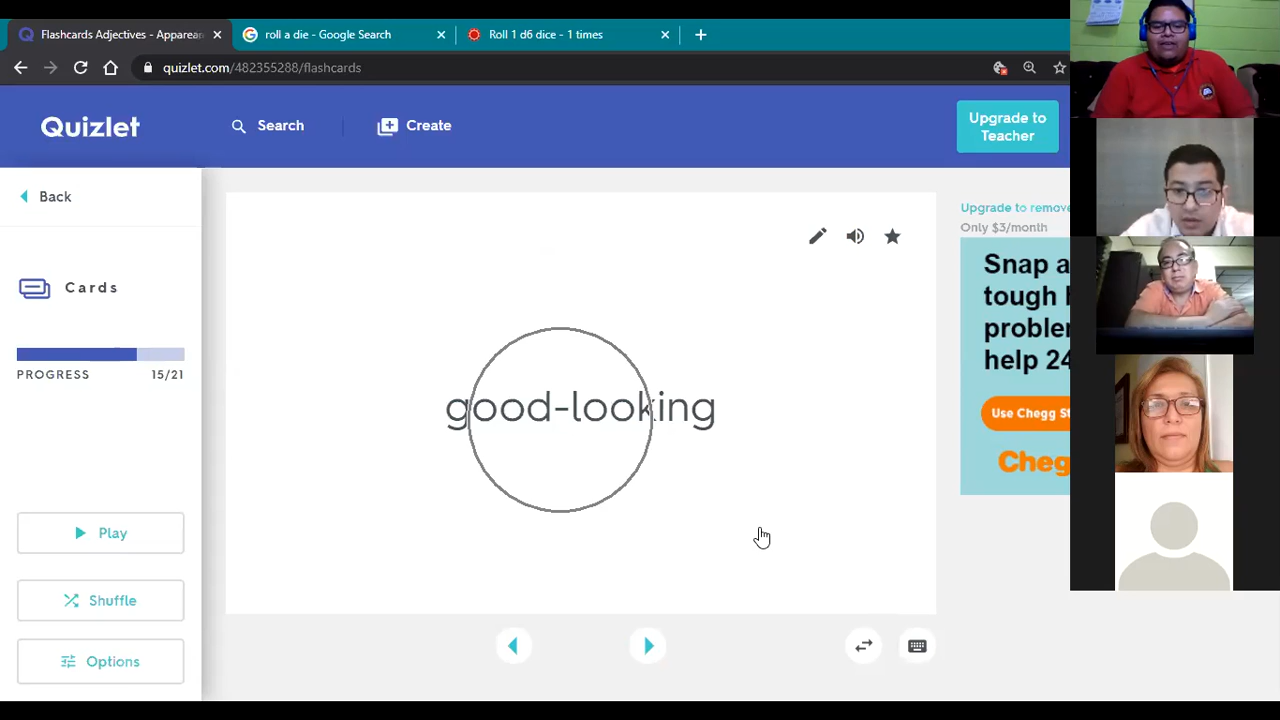 Flashcards Adjectives - Appearan
roll a die - Google Search
Roll 1 d6 dice - 1 times
quizlet.com/482355288/flashcards
Quizlet
Search
Create
Upgrade to
Teacher
Back
Cards
PROGRESS 15/21
Play
Shuffle
Options
good-looking
Upgrade to remove
Only $3/month
Snap a
tough
problem
help 24
Use Chegg St
Chegg